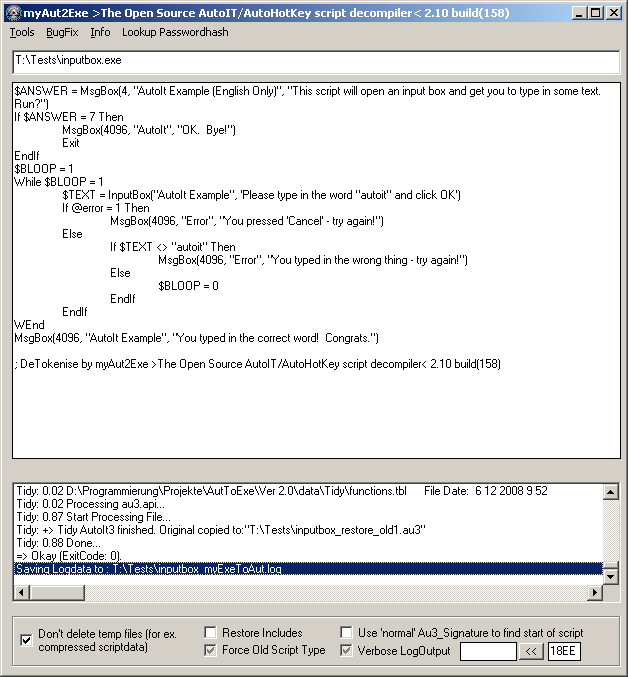 myAut2Exe >The Open Source AutoIT/AutoHotKey script decompiler< 2.10 build(158)
Tools BugFix Info Lookup Passwordhash
T:\Tests\inputbox.exe
$ANSWER = MsgBox(4, "AutoIt Example (English Only)", "This script will open an input box and get you to type in some text.
Run?")
If $ANSWER = 7 Then
MsgBox(4096, "AutoIt", "OK.  Bye!")
Exit
EndIf
$BLOOP = 1
While $BLOOP = 1
$TEXT = InputBox("AutoIt Example", 'Please type in the word "autoit" and click OK')
If @error = 1 Then
MsgBox(4096, "Error", "You pressed 'Cancel' - try again!")
Else
If $TEXT <> "autoit" Then
MsgBox(4096, "Error", "You typed in the wrong thing - try again!")
Else
$BLOOP = 0
EndIf
EndIf
WEnd
MsgBox(4096, "AutoIt Example", "You typed in the correct word!  Congrats.")
; DeTokenise by myAut2Exe >The Open Source AutoIT/AutoHotKey script decompiler< 2.10 build(158)
Tidy: 0.02 D:\Programmierung\Projekte\AutToExe\Ver 2.0\data\Tidy\functions.tbl File Date:  6 12 2008 9 52
Tidy: 0.02 Processing au3.api...
Tidy: 0.87 Start Processing File...
Tidy: +> Tidy AutoIt3 finished. Original copied to:"T:\Tests\inputbox_restore_old1.au3"
Tidy: 0.88 Done...
=> Okay (ExitCode: 0).
Saving Logdata to : T:\Tests\inputbox_myExeToAut.log
Don't delete temp files (for ex.
compressed scriptdata)
Restore Includes
Use 'normal' Au3_Signature to find start of script
Force Old Script Type
Verbose LogOutput << 18EE